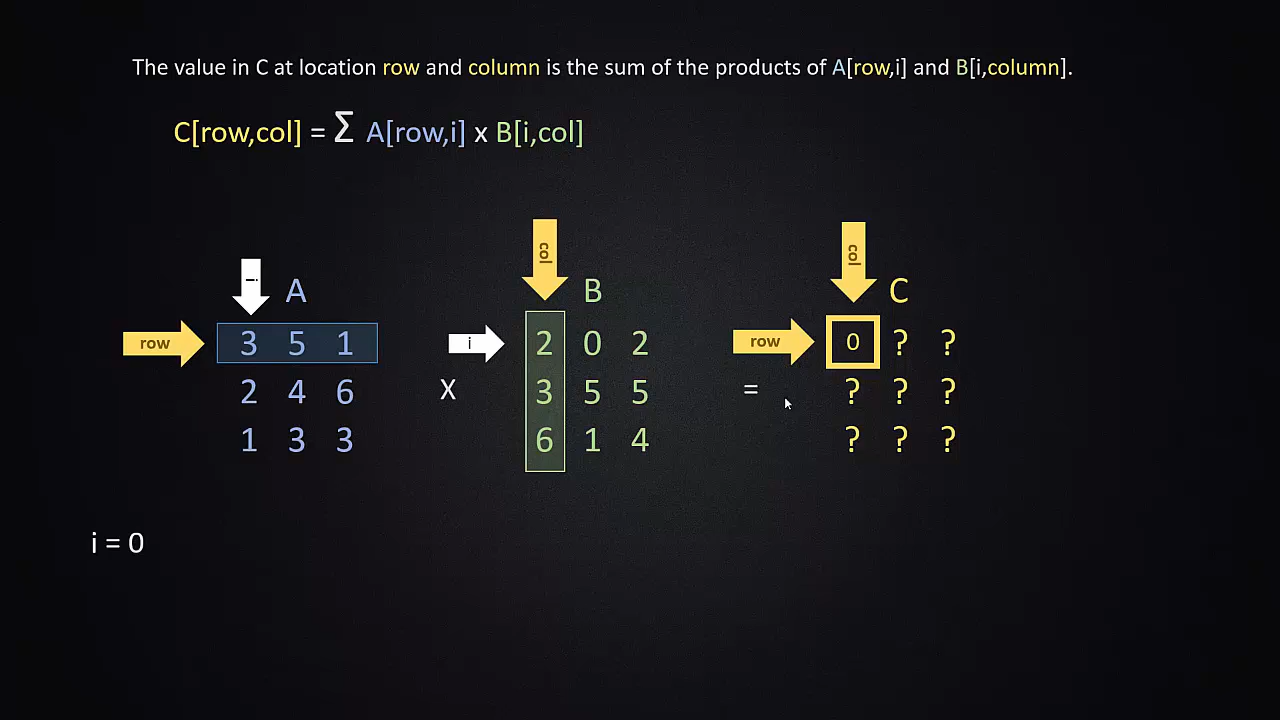 The value in C at location row and column is the sum of the products of A[row,i] and B[i,column].
C[row,col] = Σ A[row,i] x B[i,col]
col col
i A B C
row 3 5 1 i 2 0 2 row 0 ? ?
2 4 6 X 3 5 5 = ? ? ?
1 3 3 6 1 4 ? ? ?
i = 0